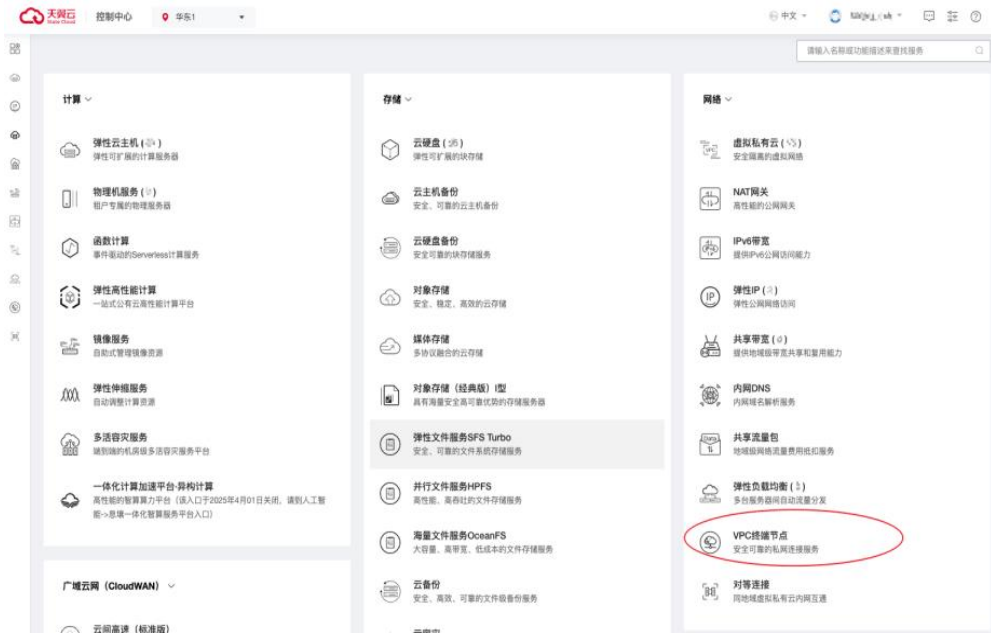 天翼云
State Cloud
控制中心
华东1
中文
请输入名称或功能描述来查找服务
计算
弹性云主机 ( )
弹性可扩展的计算服务器
物理机服务 ( )
租户专属的物理服务器
函数计算
事件驱动的Serverless计算服务
弹性高性能计算
一站式公有云高性能计算平台
镜像服务
自助式管理镜像资源
弹性伸缩服务
自动调整计算资源
多活容灾服务
端到端的机房级多活容灾服务平台
一体化计算加速平台·异构计算
高性能的智算算力平台（该入口于2025年4月01日关闭，请到人工智
能->息壤一体化智算服务平台入口）
广域云网（CloudWAN）
云间高速（标准版）
存储
云硬盘 ( )
弹性可扩展的块存储
云主机备份
安全、可靠的云主机备份
云硬盘备份
安全可靠的块存储服务
对象存储
安全、稳定、高效的云存储
媒体存储
多协议融合的云存储
对象存储（经典版）I型
具有海量安全高可靠优势的存储服务器
弹性文件服务SFS Turbo
安全、可靠的文件系统存储服务
并行文件服务HPFS
高性能、高吞吐的文件存储服务
海量文件服务OceanFS
大容量、高带宽、低成本的文件存储服务
云备份
安全、高效、可靠的文件级备份服务
网络
虚拟私有云 ( )
安全隔离的虚拟网络
NAT网关
高性能的公网网关
IPv6带宽
提供IPv6公网访问能力
弹性IP ( )
弹性公网网络访问
共享带宽 ( )
提供地域级带宽共享和复用能力
内网DNS
内网域名解析服务
共享流量包
地域级网络流量费用抵扣服务
弹性负载均衡 ( )
多台服务器间自动流量分发
VPC终端节点
安全可靠的私网连接服务
对等连接
同地域虚拟私有云内网互通